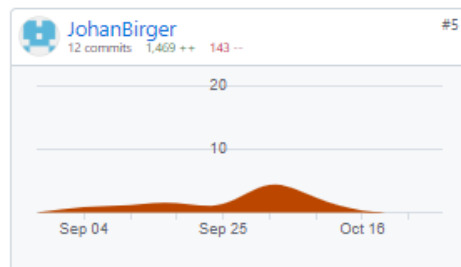 JohanBirger #5
12 commits 1,469 ++ 143 --
20
10
Sep 04 Sep 25 Oct 16